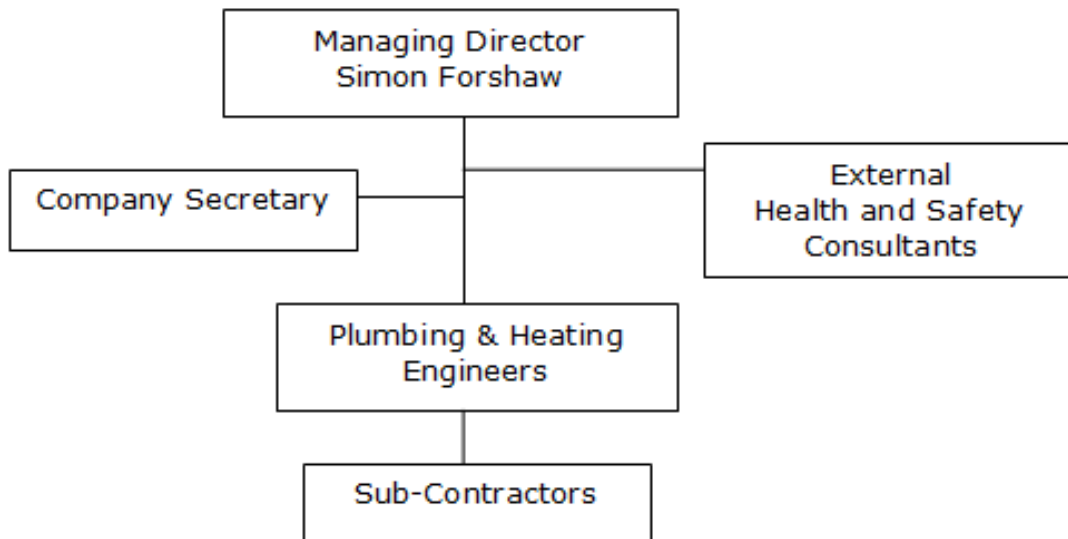 Managing Director
Simon Forshaw
Company Secretary
External
Health and Safety
Consultants
Plumbing & Heating
Engineers
Sub-Contractors